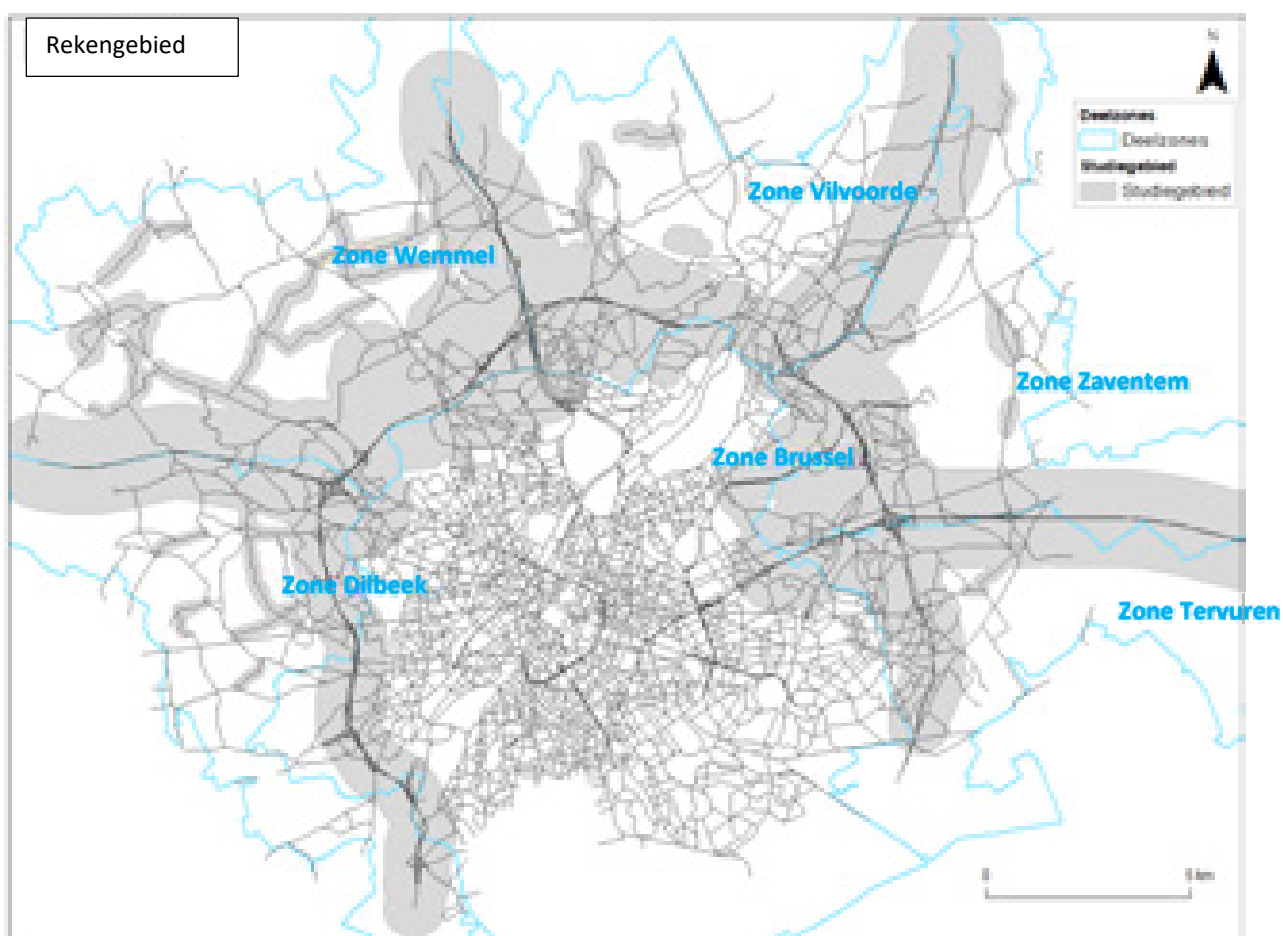 Rekengebied
N
Deelzones
Deelzones
Studiegebied
Studiegebied
Zone Vilvoorde
Zone Wemmel
Zone Zaventem
Zone Brussel
Zone Dilbeek
Zone Tervuren
0
5 km